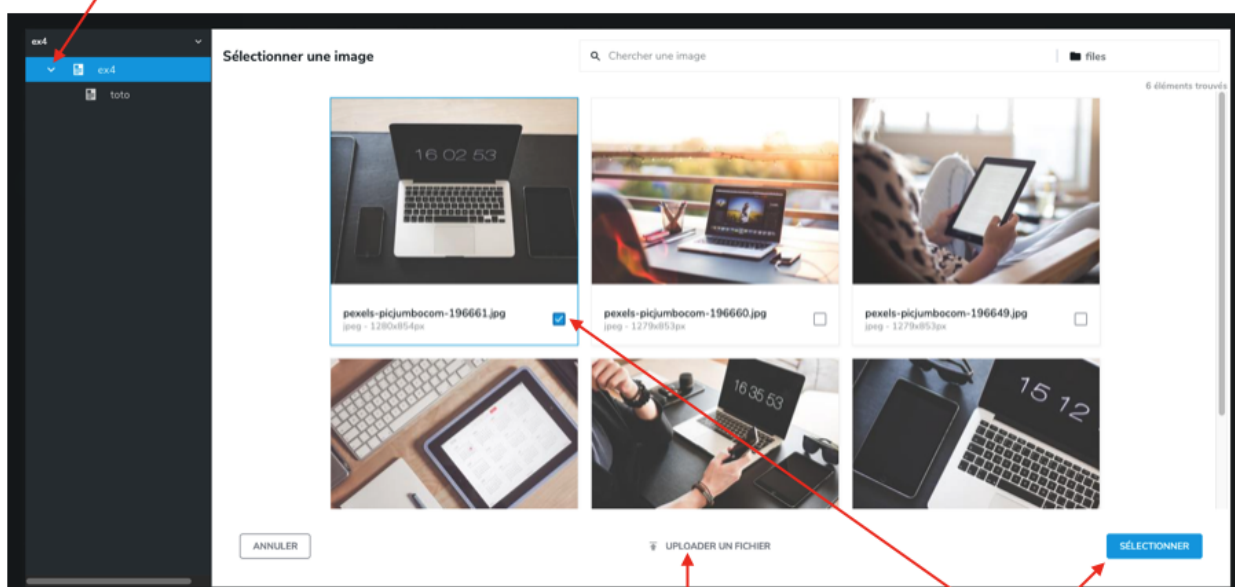 ex4
ex4
toto
Sélectionner une image
Chercher une image
files
6 éléments trouvés
16 02 53
pexels-picjumbocom-196661.jpg
jpeg - 1280x854px
pexels-picjumbocom-196660.jpg
jpeg - 1279x853px
pexels-picjumbocom-196649.jpg
jpeg - 1279x853px
16 35 53
15 12
ANNULER
UPLOADER UN FICHIER
SÉLECTIONNER